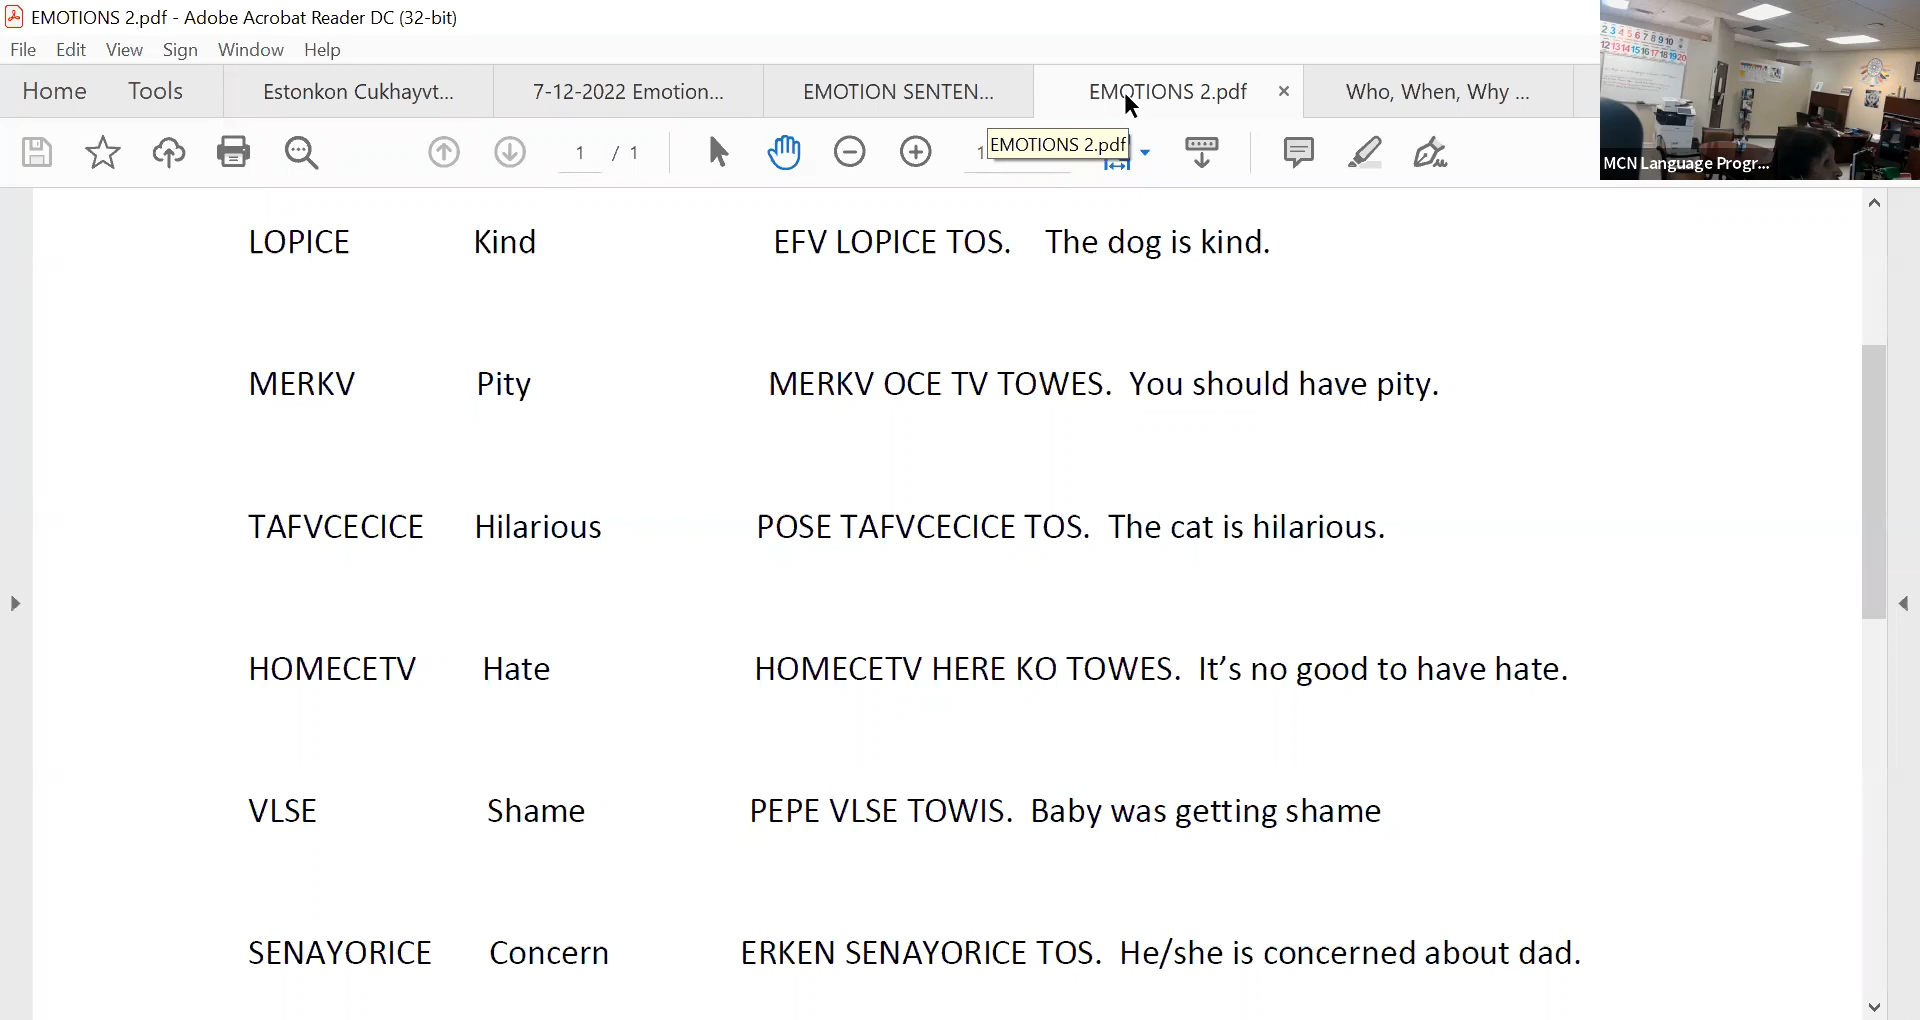 EMOTIONS 2.pdf - Adobe Acrobat Reader DC (32-bit)
File Edit View Sign Window Help
Home Tools Estonkon Cukhayvt... 7-12-2022 Emotion... EMOTION SENTEN... EMOTIONS 2.pdf × Who, When, Why ...
1 / 1
EMOTIONS 2.pdf
MCN Language Progr...
LOPICE Kind EFV LOPICE TOS. The dog is kind.
MERKV Pity MERKV OCE TV TOWES. You should have pity.
TAFVCECICE Hilarious POSE TAFVCECICE TOS. The cat is hilarious.
HOMECETV Hate HOMECETV HERE KO TOWES. It’s no good to have hate.
VLSE Shame PEPE VLSE TOWIS. Baby was getting shame
SENAYORICE Concern ERKEN SENAYORICE TOS. He/she is concerned about dad.